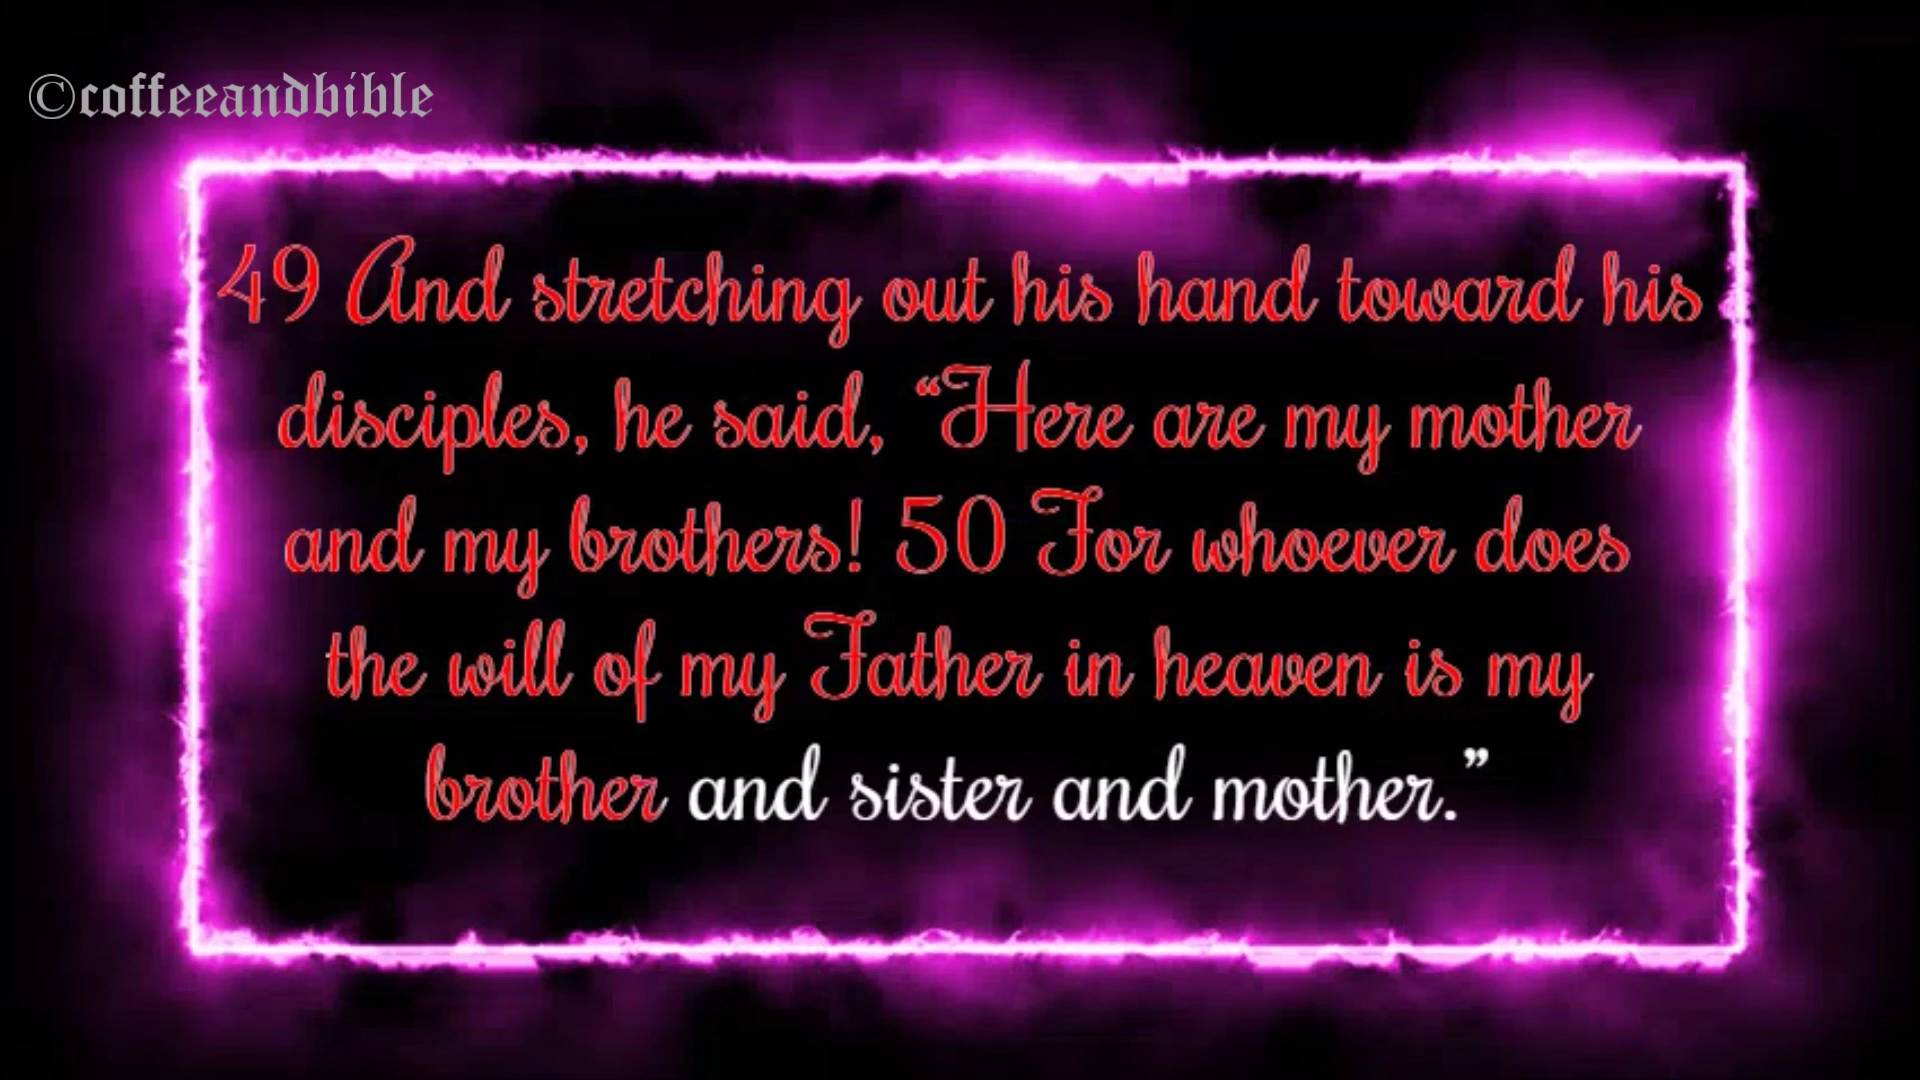 ©coffeeandbible
49 And stretching out his hand toward his
disciples, he said, “Here are my mother
and my brothers! 50 For whoever does
the will of my Father in heaven is my
brother and sister and mother.”